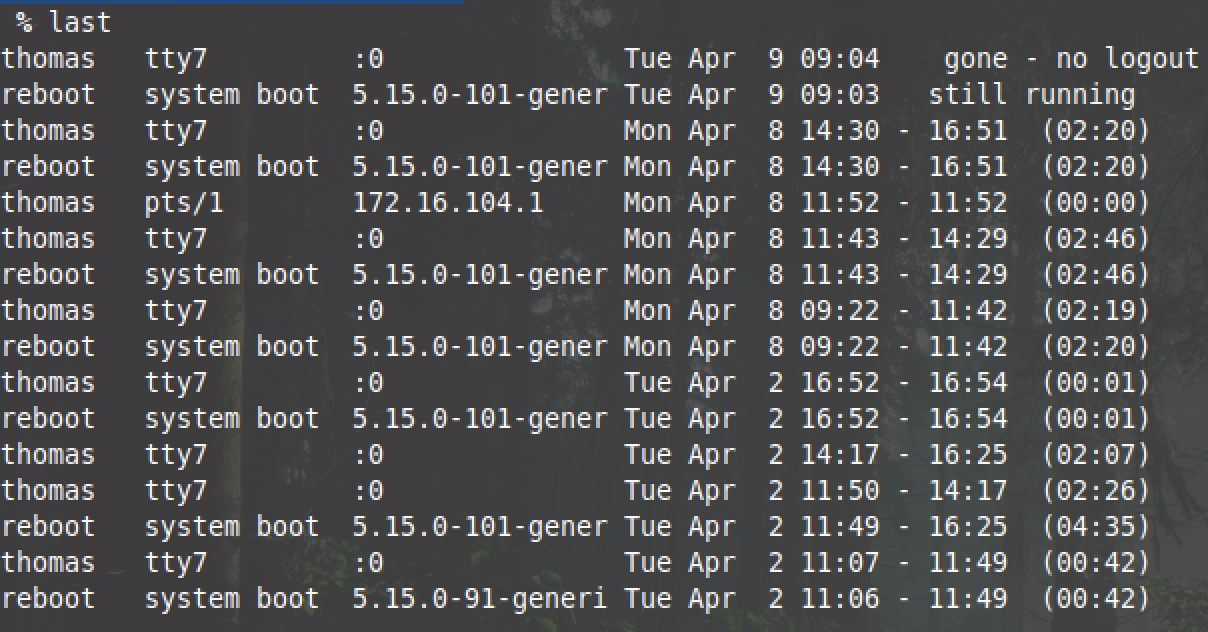 % last
thomas   tty7         :0               Tue Apr  9 09:04    gone - no logout
reboot   system boot  5.15.0-101-gener Tue Apr  9 09:03   still running
thomas   tty7         :0               Mon Apr  8 14:30 - 16:51  (02:20)
reboot   system boot  5.15.0-101-gener Mon Apr  8 14:30 - 16:51  (02:20)
thomas   pts/1        172.16.104.1     Mon Apr  8 11:52 - 11:52  (00:00)
thomas   tty7         :0               Mon Apr  8 11:43 - 14:29  (02:46)
reboot   system boot  5.15.0-101-gener Mon Apr  8 11:43 - 14:29  (02:46)
thomas   tty7         :0               Mon Apr  8 09:22 - 11:42  (02:19)
reboot   system boot  5.15.0-101-gener Mon Apr  8 09:22 - 11:42  (02:20)
thomas   tty7         :0               Tue Apr  2 16:52 - 16:54  (00:01)
reboot   system boot  5.15.0-101-gener Tue Apr  2 16:52 - 16:54  (00:01)
thomas   tty7         :0               Tue Apr  2 14:17 - 16:25  (02:07)
thomas   tty7         :0               Tue Apr  2 11:50 - 14:17  (02:26)
reboot   system boot  5.15.0-101-gener Tue Apr  2 11:49 - 16:25  (04:35)
thomas   tty7         :0               Tue Apr  2 11:07 - 11:49  (00:42)
reboot   system boot  5.15.0-91-generi Tue Apr  2 11:06 - 11:49  (00:42)